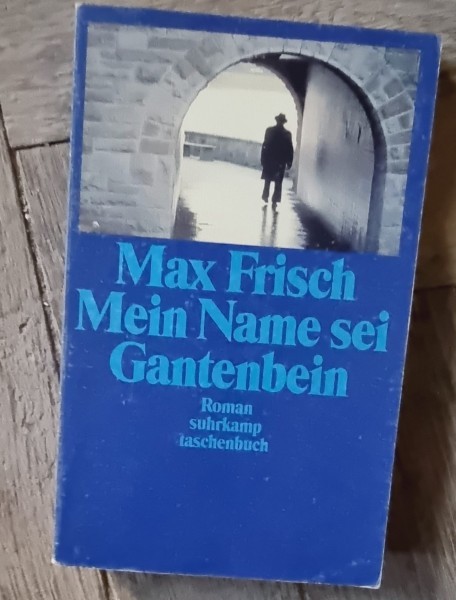 Max Frisch
Mein Name sei
Gantenbein
Roman
suhrkamp
taschenbuch